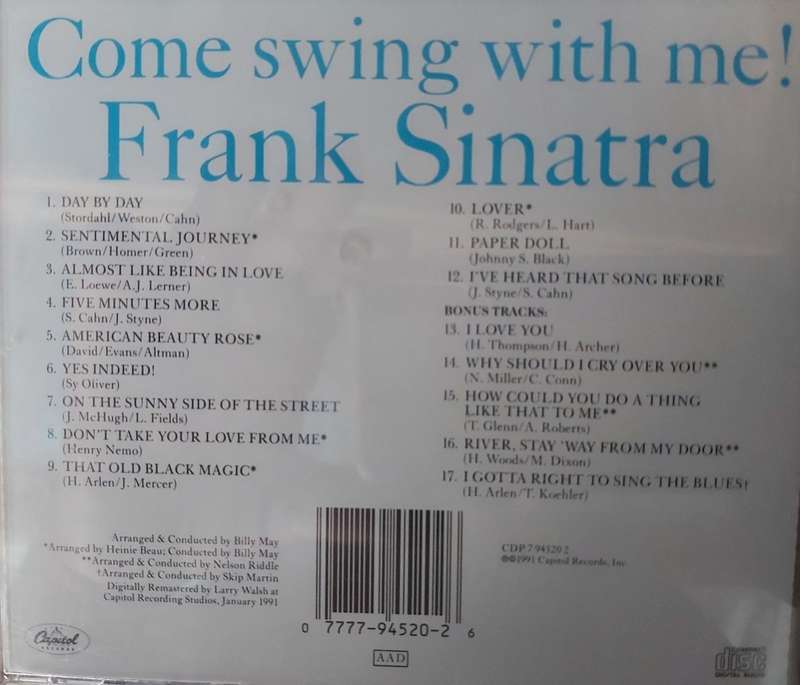 Come swing with me!
Frank Sinatra
1. DAY BY DAY
(Stordahl/Weston/Cahn)
2. SENTIMENTAL JOURNEY*
(Brown/Homer/Green)
3. ALMOST LIKE BEING IN LOVE
(E. Loewe/A.J. Lerner)
4. FIVE MINUTES MORE
(S. Cahn/J. Styne)
5. AMERICAN BEAUTY ROSE*
(David/Evans/Altman)
6. YES INDEED!
(Sy Oliver)
7. ON THE SUNNY SIDE OF THE STREET
(J. McHugh/L. Fields)
8. DON'T TAKE YOUR LOVE FROM ME*
(Henry Nemo)
9. THAT OLD BLACK MAGIC*
(H. Arlen/J. Mercer)
10. LOVER*
(R. Rodgers/L. Hart)
11. PAPER DOLL
(Johnny S. Black)
12. I'VE HEARD THAT SONG BEFORE
(J. Styne/S. Cahn)
BONUS TRACKS:
13. I LOVE YOU
(H. Thompson/H. Archer)
14. WHY SHOULD I CRY OVER YOU**
(N. Miller/C. Conn)
15. HOW COULD YOU DO A THING
LIKE THAT TO ME**
(T. Glenn/A. Roberts)
16. RIVER, STAY 'WAY FROM MY DOOR**
(H. Woods/M. Dixon)
17. I GOTTA RIGHT TO SING THE BLUES†
(H. Arlen/T. Koehler)
Arranged & Conducted by Billy May
*Arranged by Heinie Beau; Conducted by Billy May
**Arranged & Conducted by Nelson Riddle
†Arranged & Conducted by Skip Martin
Digitally Remastered by Larry Walsh at
Capitol Recording Studios, January 1991
CDP 7 94520 2
℗©1991 Capitol Records, Inc.
0 7777-94520-2 6
Capitol
RECORDS
AAD
COMPACT
disc
DIGITAL AUDIO